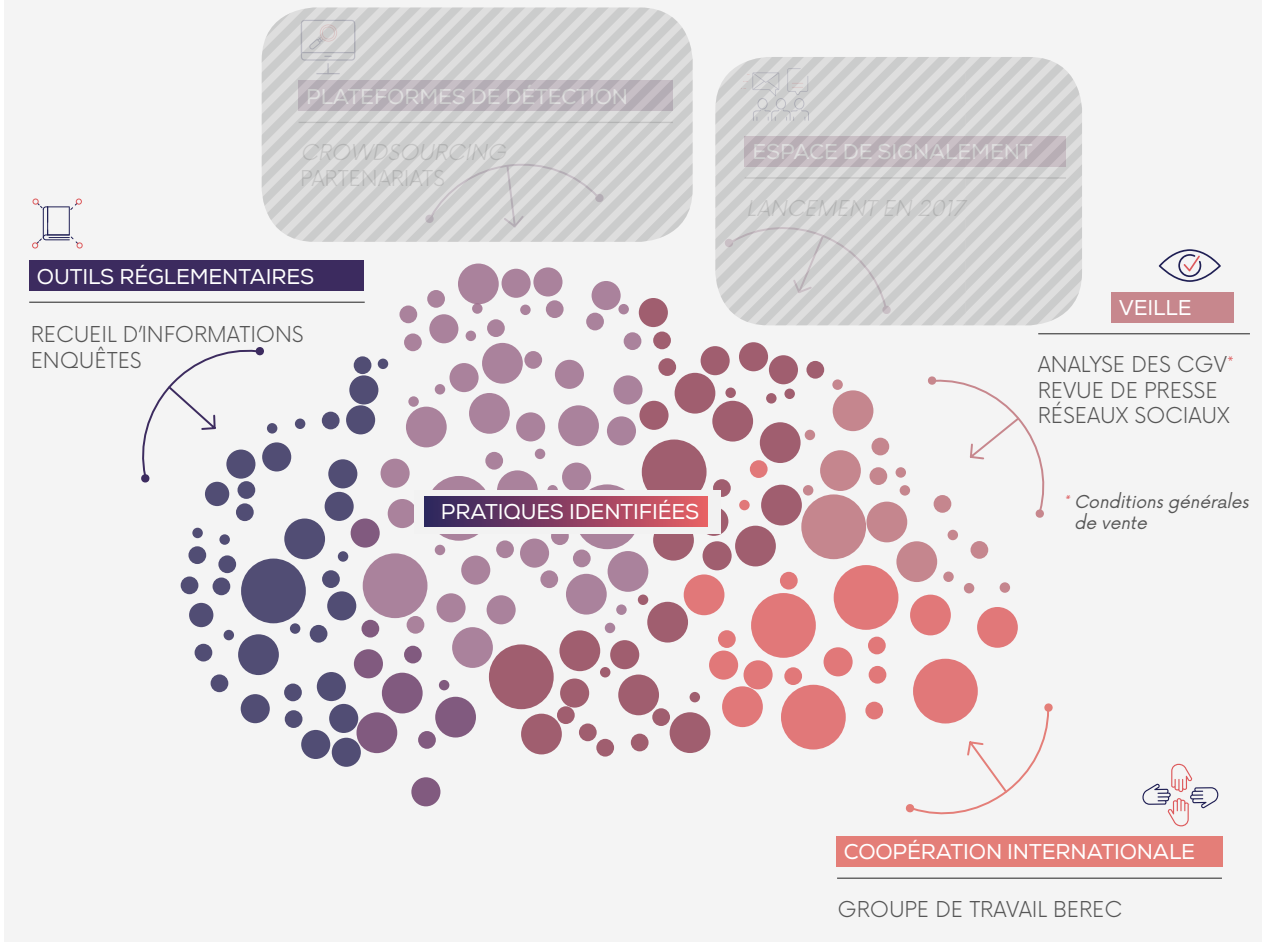 PLATEFORMES DE DÉTECTION
CROWDSOURCING
PARTENARIATS
ESPACE DE SIGNALEMENT
LANCEMENT EN 2017
OUTILS RÉGLEMENTAIRES
RECUEIL D'INFORMATIONS
ENQUÊTES
VEILLE
ANALYSE DES CGV*
REVUE DE PRESSE
RÉSEAUX SOCIAUX
* Conditions générales
de vente
PRATIQUES IDENTIFIÉES
COOPÉRATION INTERNATIONALE
GROUPE DE TRAVAIL BEREC